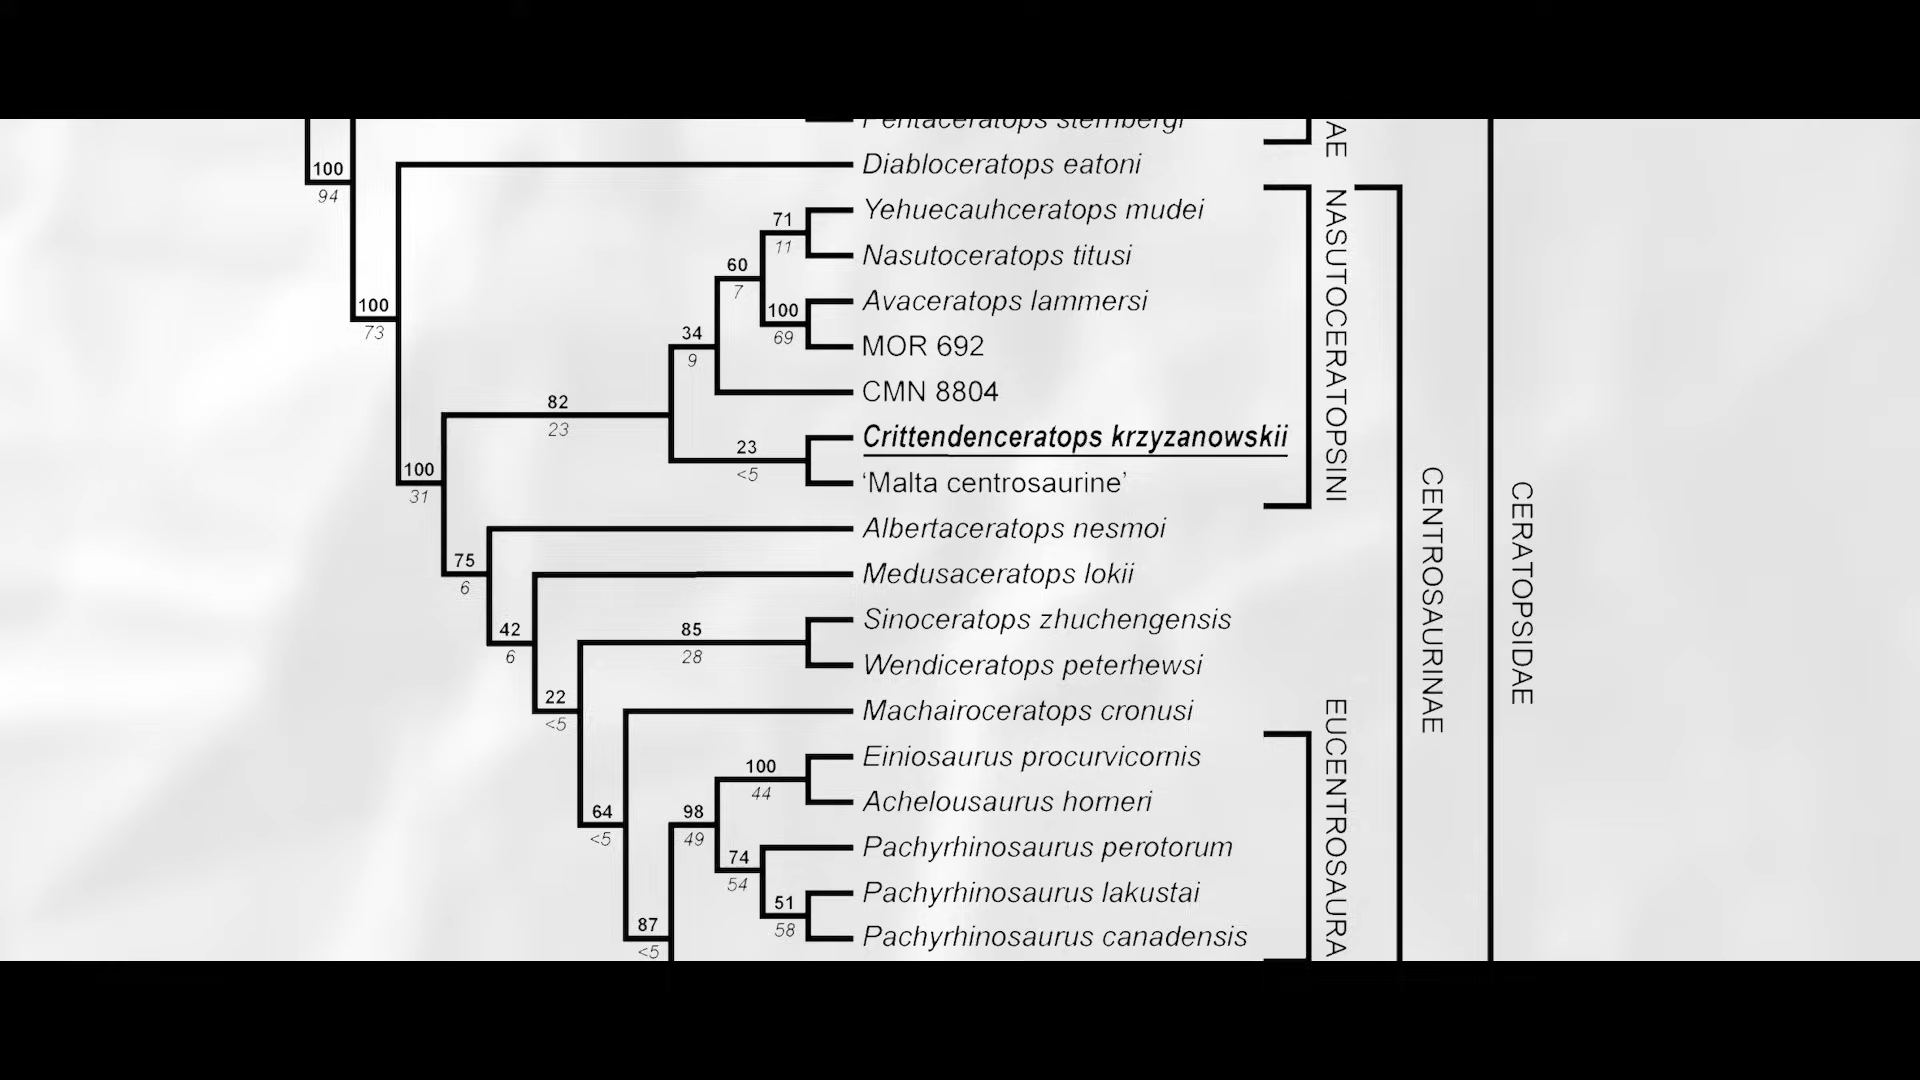 Pentaceratops sternbergi
AE
100
94
Diabloceratops eatoni
Yehuecauhceratops mudei
71
11
Nasutoceratops titusi
60
7
Avaceratops lammersi
100
69
100
73
MOR 692
34
9
CMN 8804
82
23
Crittendenceratops krzyzanowskii
23
<5
‘Malta centrosaurine’
NASUTOCERATOPSINI
100
31
Albertaceratops nesmoi
75
6
Medusaceratops lokii
Sinoceratops zhuchengensis
42
6
85
28
Wendiceratops peterhewsi
CENTROSAURINAE
CERATOPSIDAE
22
<5
Machairoceratops cronusi
Einiosaurus procurvicornis
100
44
Achelousaurus horneri
64
<5
98
49
Pachyrhinosaurus perotorum
74
54
Pachyrhinosaurus lakustai
51
58
Pachyrhinosaurus canadensis
87
<5
EUCENTROSAURA